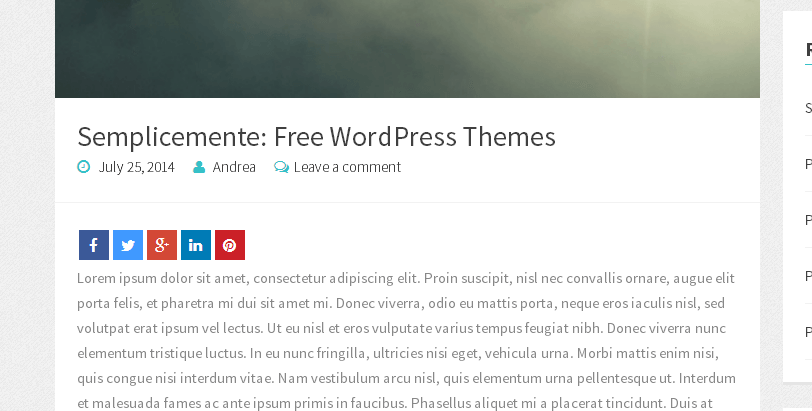 Semplicemente: Free WordPress Themes
July 25, 2014 Andrea Leave a comment
Lorem ipsum dolor sit amet, consectetur adipiscing elit. Proin suscipit, nisl nec convallis ornare, augue elit
porta felis, et pharetra mi dui sit amet mi. Donec viverra, odio eu mattis porta, neque eros iaculis nisl, sed
volutpat erat ipsum vel lectus. Ut eu nisl et eros vulputate varius tempus feugiat nibh. Donec viverra nunc
elementum tristique luctus. In eu nunc fringilla, ultricies nisi eget, vehicula urna. Morbi mattis enim nisi,
quis congue nisi interdum vitae. Nam vestibulum arcu nisl, quis elementum urna pellentesque ut. Interdum
et malesuada fames ac ante ipsum primis in faucibus. Phasellus aliquet mi a placerat tincidunt. Duis at